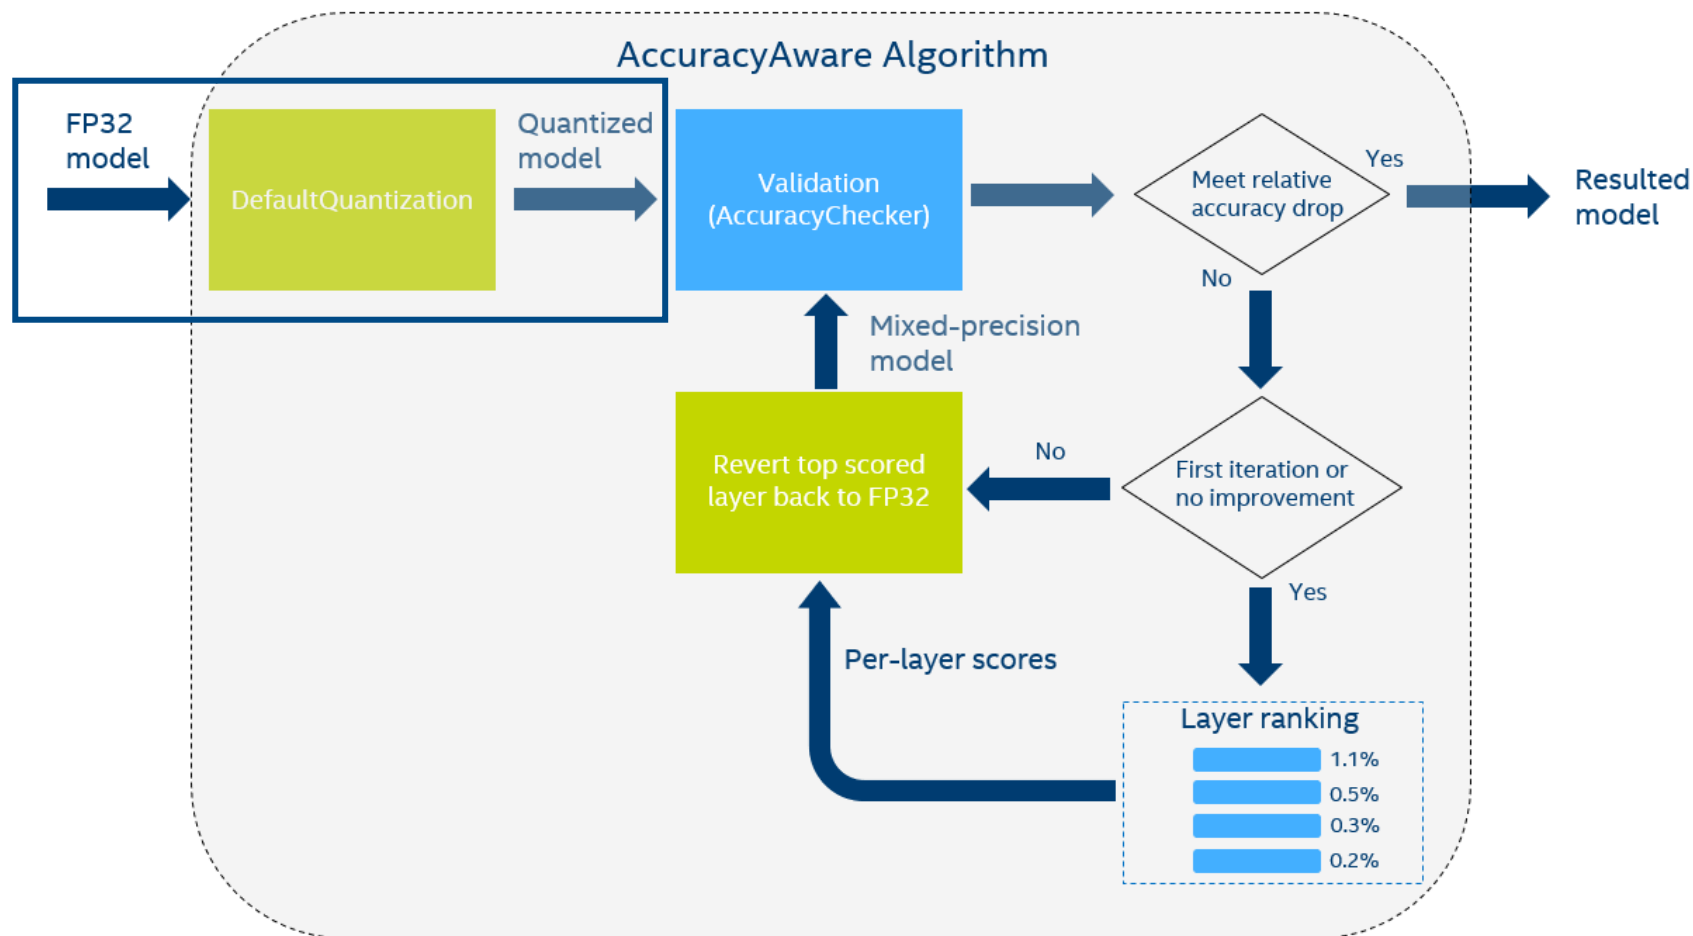 AccuracyAware Algorithm
FP32
model
DefaultQuantization
Quantized
model
Validation
(AccuracyChecker)
Meet relative
accuracy drop
Yes
Resulted
model
No
Mixed-precision
model
Revert top scored
layer back to FP32
No
First iteration or
no improvement
Yes
Per-layer scores
Layer ranking
1.1%
0.5%
0.3%
0.2%